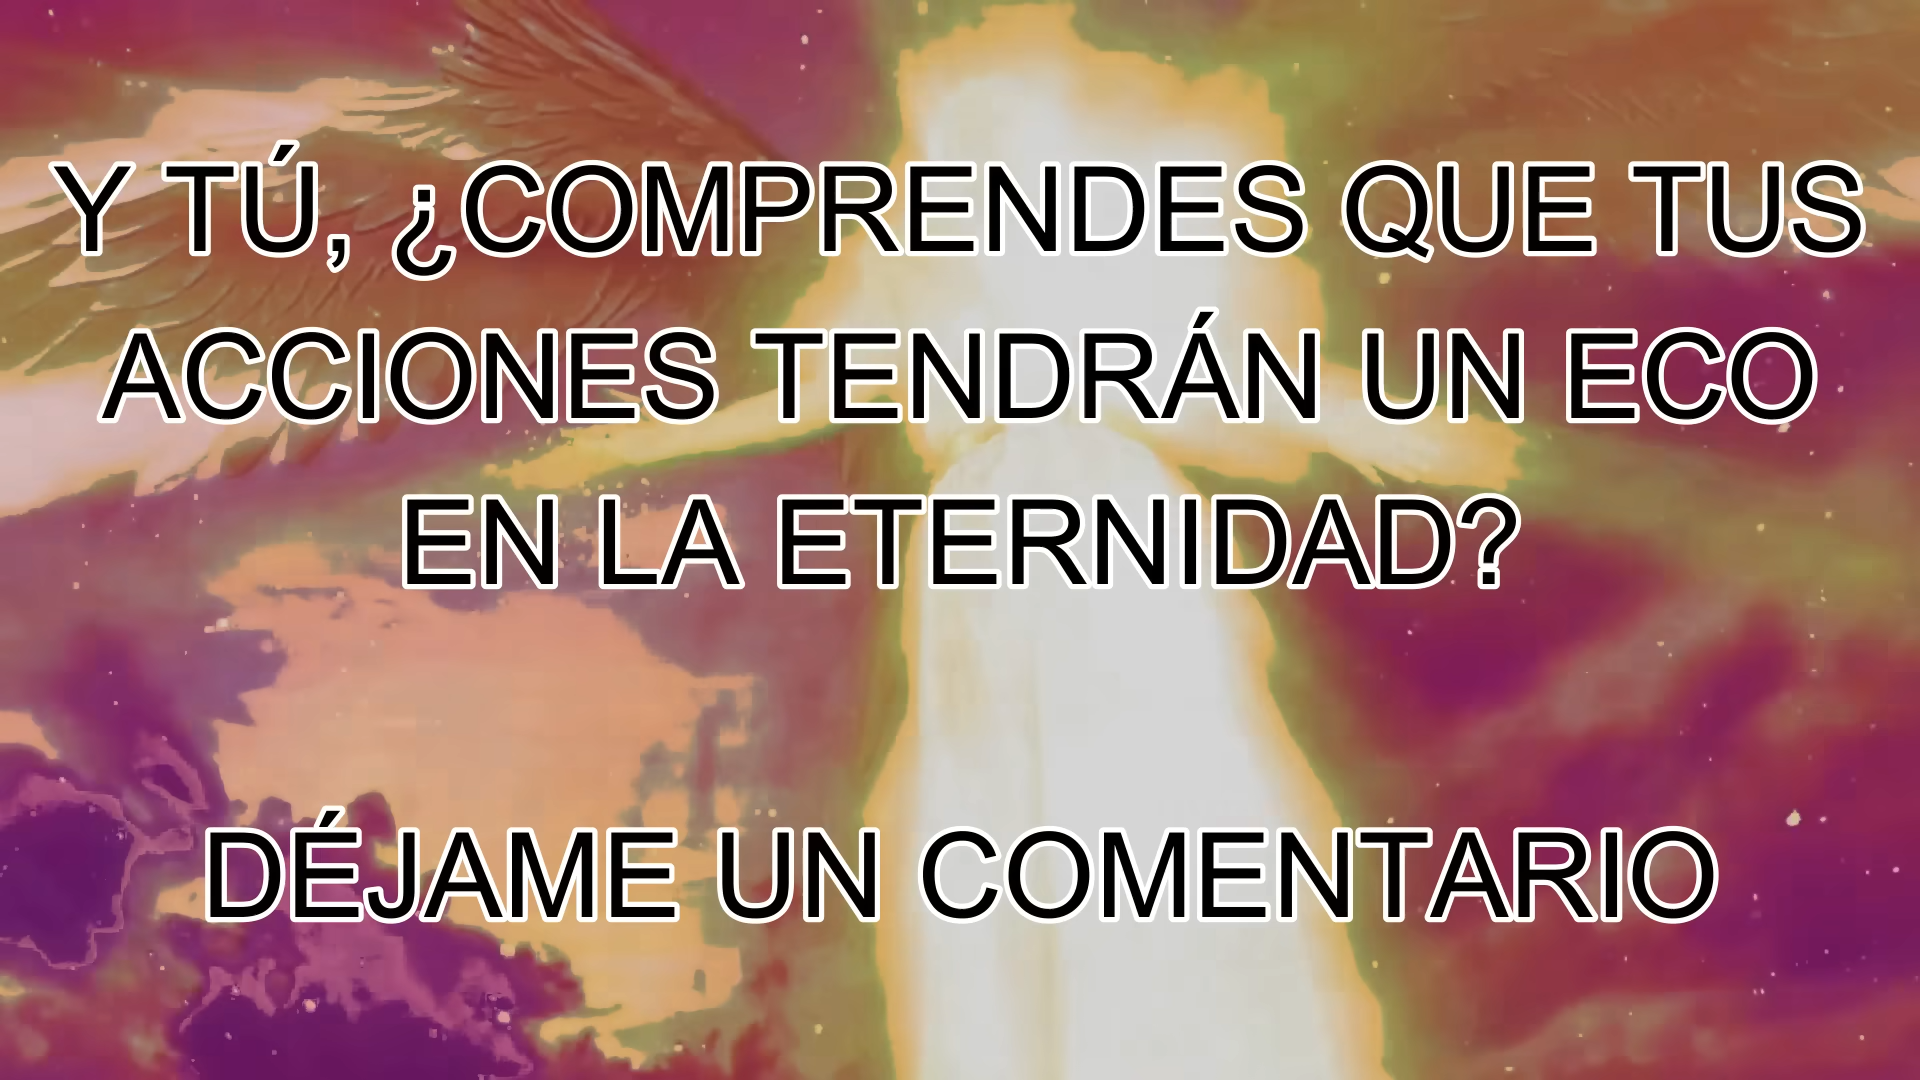 Y TÚ, ¿COMPRENDES QUE TUS
ACCIONES TENDRÁN UN ECO
EN LA ETERNIDAD?
DÉJAME UN COMENTARIO